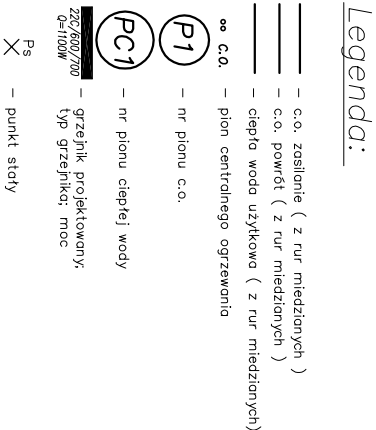 Legenda:
- c.o. zasilanie ( z rur miedzianych )
- c.o. powrót ( z rur miedzianych )
- ciepła woda użytkowa ( z rur miedzianych)
c.o. - pion centralnego ogrzewania
P1 - nr pionu c.o.
PC1 - nr pionu ciepłej wody
22C/600/700 - grzejnik projektowany;
Q=1100W typ grzejnika; moc
Ps
- punkt stały